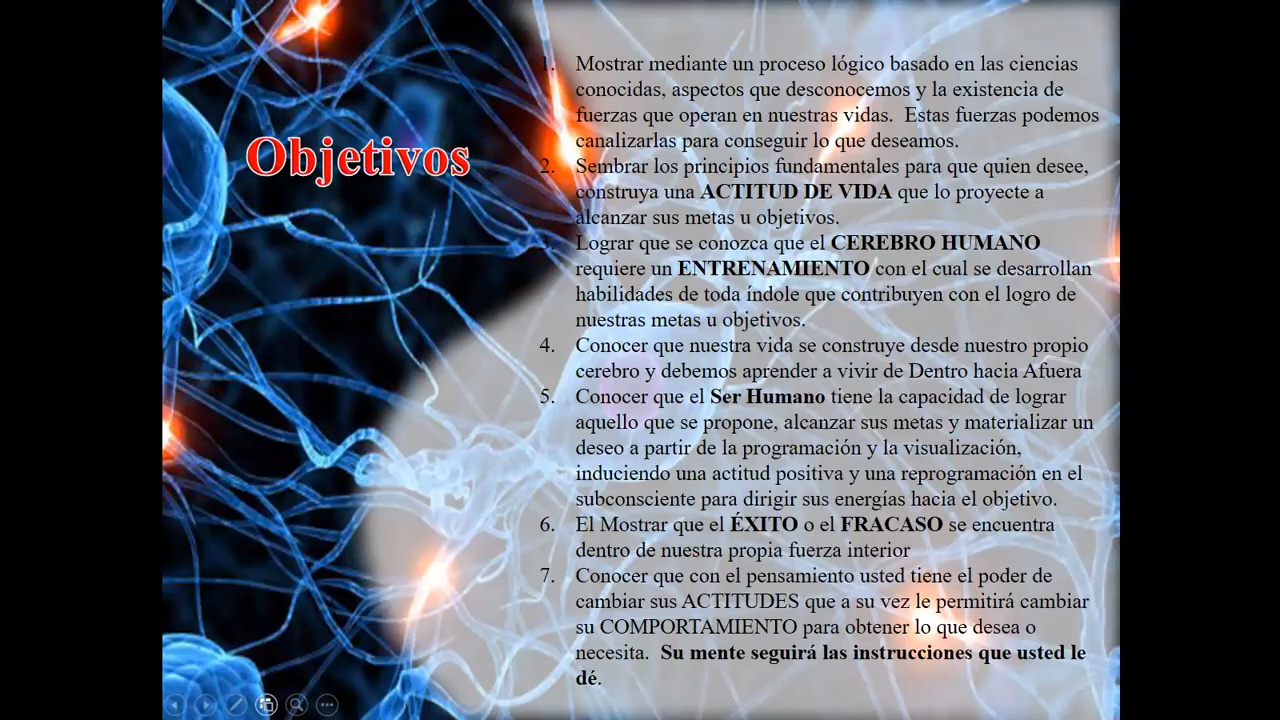 Objetivos
1. Mostrar mediante un proceso lógico basado en las ciencias
conocidas, aspectos que desconocemos y la existencia de
fuerzas que operan en nuestras vidas. Estas fuerzas podemos
canalizarlas para conseguir lo que deseamos.
2. Sembrar los principios fundamentales para que quien desee,
construya una ACTITUD DE VIDA que lo proyecte a
alcanzar sus metas u objetivos.
3. Lograr que se conozca que el CEREBRO HUMANO
requiere un ENTRENAMIENTO con el cual se desarrollan
habilidades de toda índole que contribuyen con el logro de
nuestras metas u objetivos.
4. Conocer que nuestra vida se construye desde nuestro propio
cerebro y debemos aprender a vivir de Dentro hacia Afuera
5. Conocer que el Ser Humano tiene la capacidad de lograr
aquello que se propone, alcanzar sus metas y materializar un
deseo a partir de la programación y la visualización,
induciendo una actitud positiva y una reprogramación en el
subconsciente para dirigir sus energías hacia el objetivo.
6. El Mostrar que el ÉXITO o el FRACASO se encuentra
dentro de nuestra propia fuerza interior
7. Conocer que con el pensamiento usted tiene el poder de
cambiar sus ACTITUDES que a su vez le permitirá cambiar
su COMPORTAMIENTO para obtener lo que desea o
necesita. Su mente seguirá las instrucciones que usted le
dé.